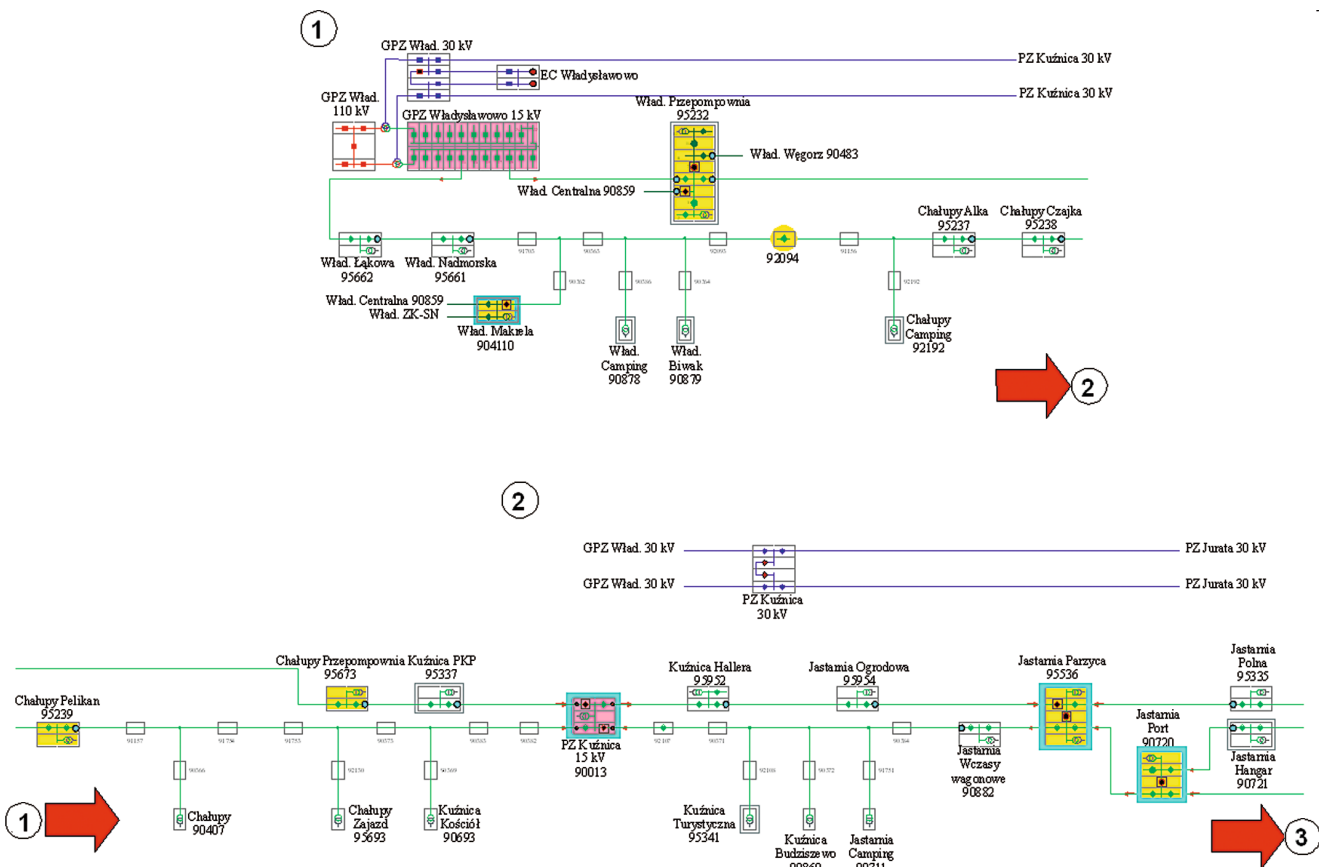 1
GPZ Wład. 30 kV
PZ Kuźnica 30 kV
EC Władysławowo
GPZ Wład.
110 kV
PZ Kuźnica 30 kV
GPZ Władysławowo 15 kV
Wład. Przepompownia
95232
Wład. Węgorz 90483
Wład. Centralna 90859
Chałupy Alka
95237
Chałupy Czajka
95238
Wład. Łąkowa
95662
Wład. Nadmorska
95661
92094
Wład. Centralna 90859
Wład. ZK-SN
92192
Wład. Makrela
904110
Wład.
Camping
90878
Wład.
Biwak
90879
Chałupy
Camping
92192
2
2
GPZ Wład. 30 kV
PZ Jurata 30 kV
GPZ Wład. 30 kV
PZ Jurata 30 kV
PZ Kuźnica
30 kV
Chałupy Przepompownia
95673
Kuźnica PKP
95337
Kuźnica Hallera
95952
Jastarnia Ogrodowa
95954
Jastarnia Parzyca
95536
Jastarnia
Polna
95335
Chałupy Pelikan
95239
Jastarnia
Port
90720
PZ Kuźnica
15 kV
90013
Jastarnia
Wczasy
wagonowe
90882
Jastarnia
Hangar
90721
1
Chałupy
90407
Chałupy
Zajazd
95693
Kuźnica
Kościół
90693
Kuźnica
Turystyczna
95341
Kuźnica
Budziszewo
Jastarnia
Camping
3